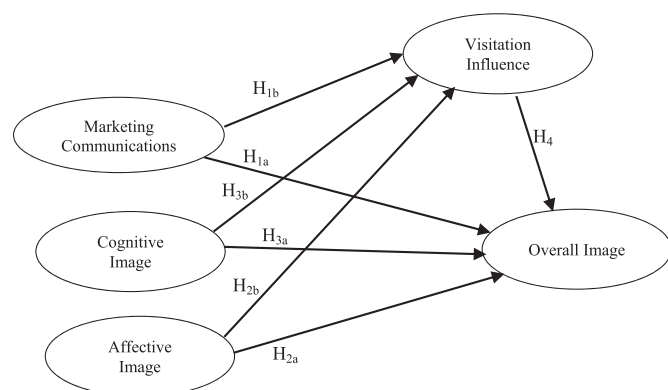 Visitation
Influence
H1b
Marketing
Communications
H4
H1a
H3b
Cognitive
Image
H3a
Overall Image
H2b
Affective
Image
H2a